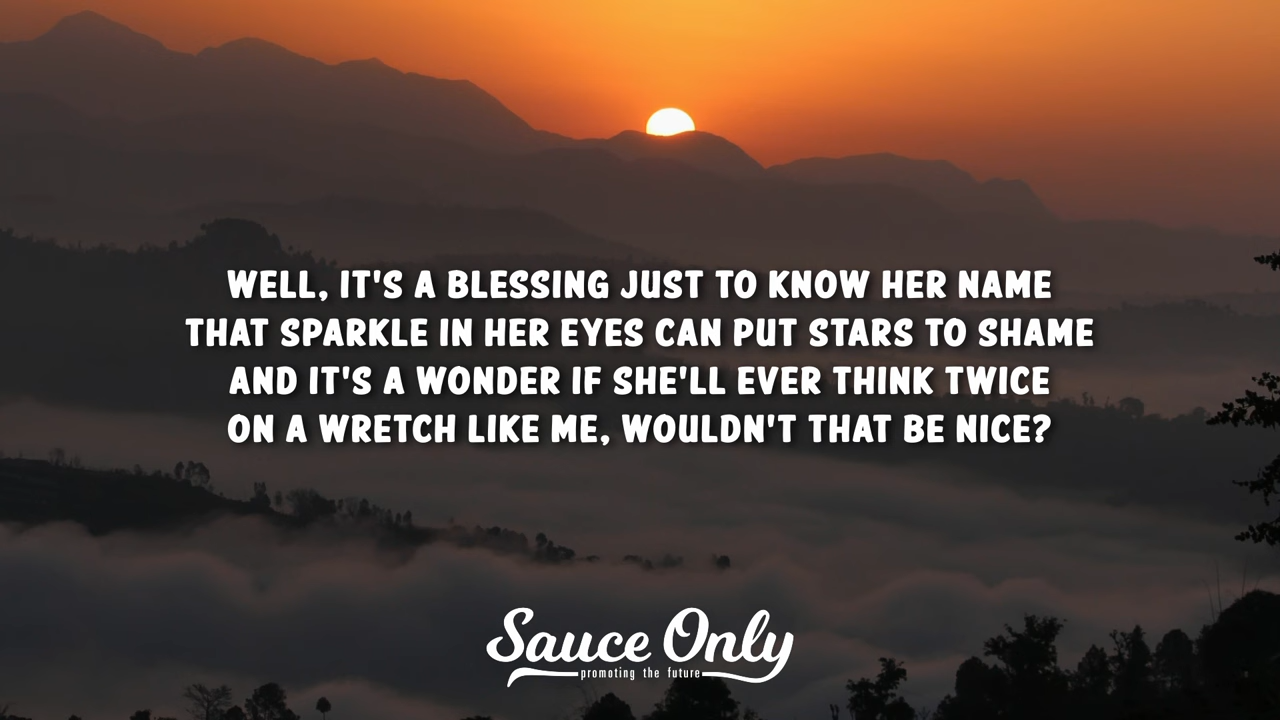 WELL, IT'S A BLESSING JUST TO KNOW HER NAME
THAT SPARKLE IN HER EYES CAN PUT STARS TO SHAME
AND IT'S A WONDER IF SHE'LL EVER THINK TWICE
ON A WRETCH LIKE ME, WOULDN'T THAT BE NICE?
Sauce Only
promoting the future